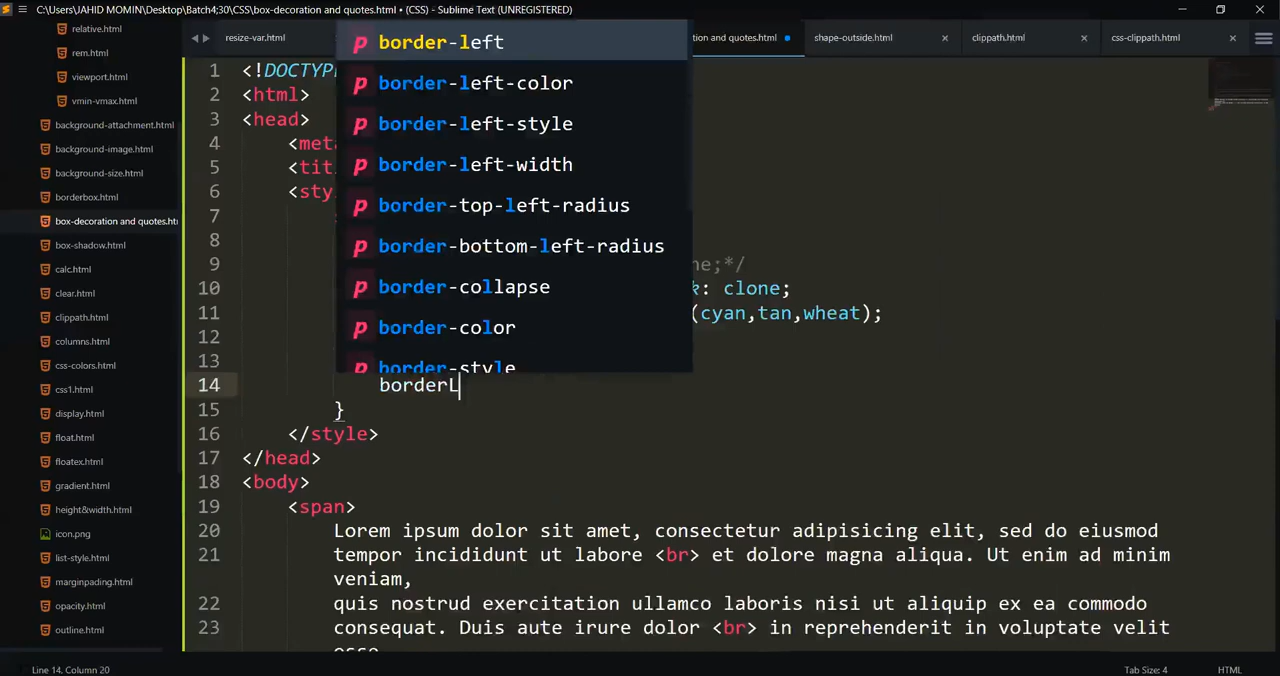 C:\Users\JAHID MOMIN\Desktop\Batch4;30\CSS\box-decoration and quotes.html • (CSS) - Sublime Text (UNREGISTERED)
resize-var.html
and quotes.html
shape-outside.html
clippath.html
css-clippath.html
relative.html
rem.html
viewport.html
vmin-vmax.html
background-attachment.html
background-image.html
background-size.html
borderbox.html
box-decoration and quotes.ht
box-shadow.html
calc.html
clear.html
clippath.html
columns.html
css-colors.html
css1.html
display.html
float.html
floatex.html
gradient.html
height&width.html
icon.png
list-style.html
marginpading.html
opacity.html
outline.html
p border-left
p border-left-color
p border-left-style
p border-left-width
p border-top-left-radius
p border-bottom-left-radius
p border-collapse
p border-color
p border-style
1 <!DOCTYPE
2 <html>
3 <head>
4 <meta
5 <tit
6 <sty
7
8
9 ne;*/
10 k: clone;
11 (cyan,tan,wheat);
12
13
14 borderL
15 }
16 </style>
17 </head>
18 <body>
19 <span>
20 Lorem ipsum dolor sit amet, consectetur adipisicing elit, sed do eiusmod
21 tempor incididunt ut labore <br> et dolore magna aliqua. Ut enim ad minim
veniam,
22 quis nostrud exercitation ullamco laboris nisi ut aliquip ex ea commodo
23 consequat. Duis aute irure dolor <br> in reprehenderit in voluptate velit
esse
Line 14, Column 20
Tab Size: 4
HTML